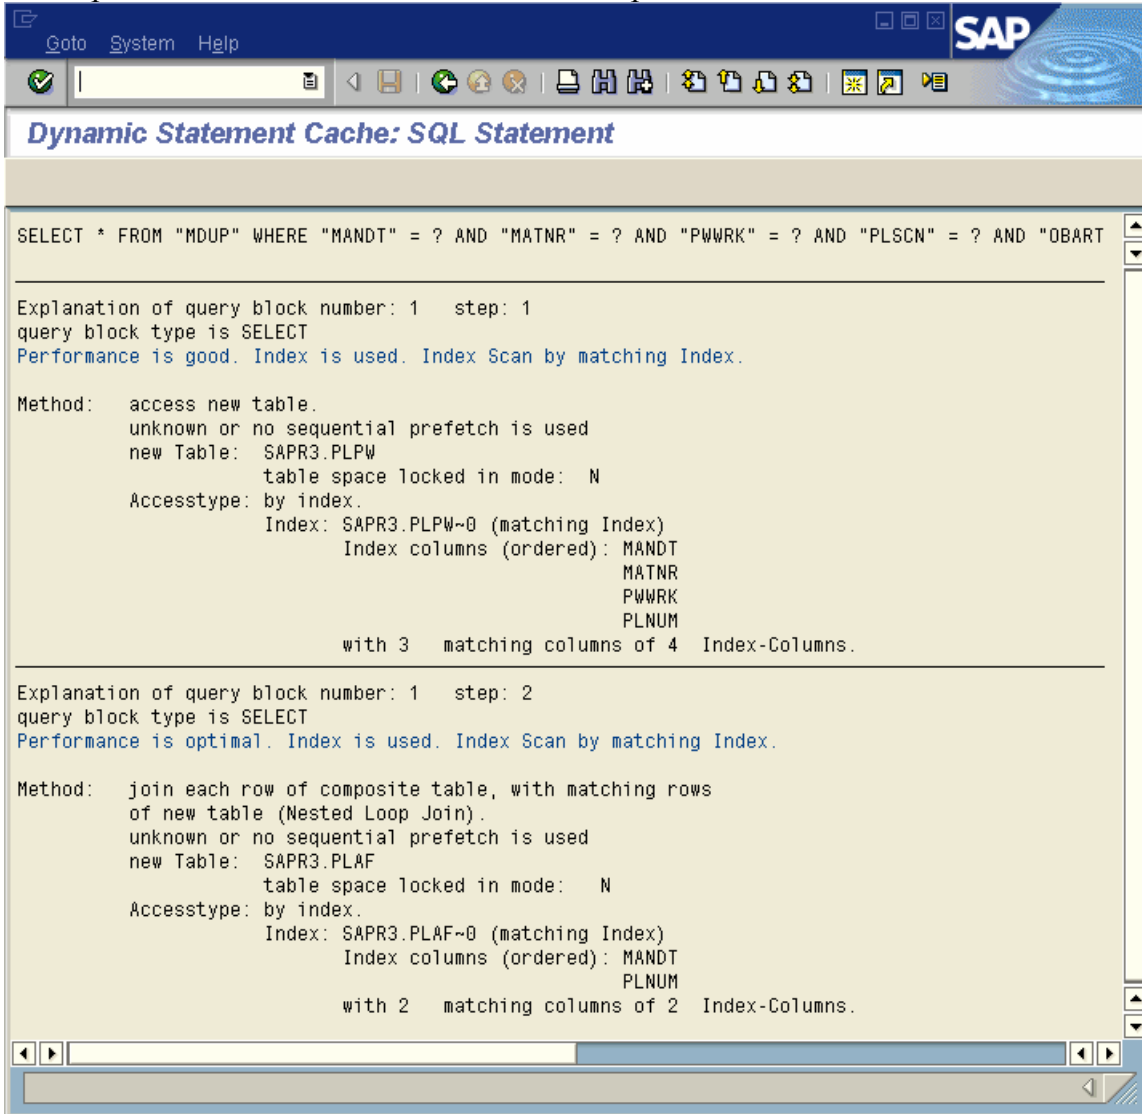 Goto System Help
SAP
Dynamic Statement Cache: SQL Statement
SELECT * FROM "MDUP" WHERE "MANDT" = ? AND "MATNR" = ? AND "PWWRK" = ? AND "PLSCN" = ? AND "OBART
Explanation of query block number: 1 step: 1
query block type is SELECT
Performance is good. Index is used. Index Scan by matching Index.
Method: access new table.
unknown or no sequential prefetch is used
new Table: SAPR3.PLPW
table space locked in mode: N
Accesstype: by index.
Index: SAPR3.PLPW~0 (matching Index)
Index columns (ordered): MANDT
MATNR
PWWRK
PLNUM
with 3 matching columns of 4 Index-Columns.
Explanation of query block number: 1 step: 2
query block type is SELECT
Performance is optimal. Index is used. Index Scan by matching Index.
Method: join each row of composite table, with matching rows
of new table (Nested Loop Join).
unknown or no sequential prefetch is used
new Table: SAPR3.PLAF
table space locked in mode: N
Accesstype: by index.
Index: SAPR3.PLAF~0 (matching Index)
Index columns (ordered): MANDT
PLNUM
with 2 matching columns of 2 Index-Columns.